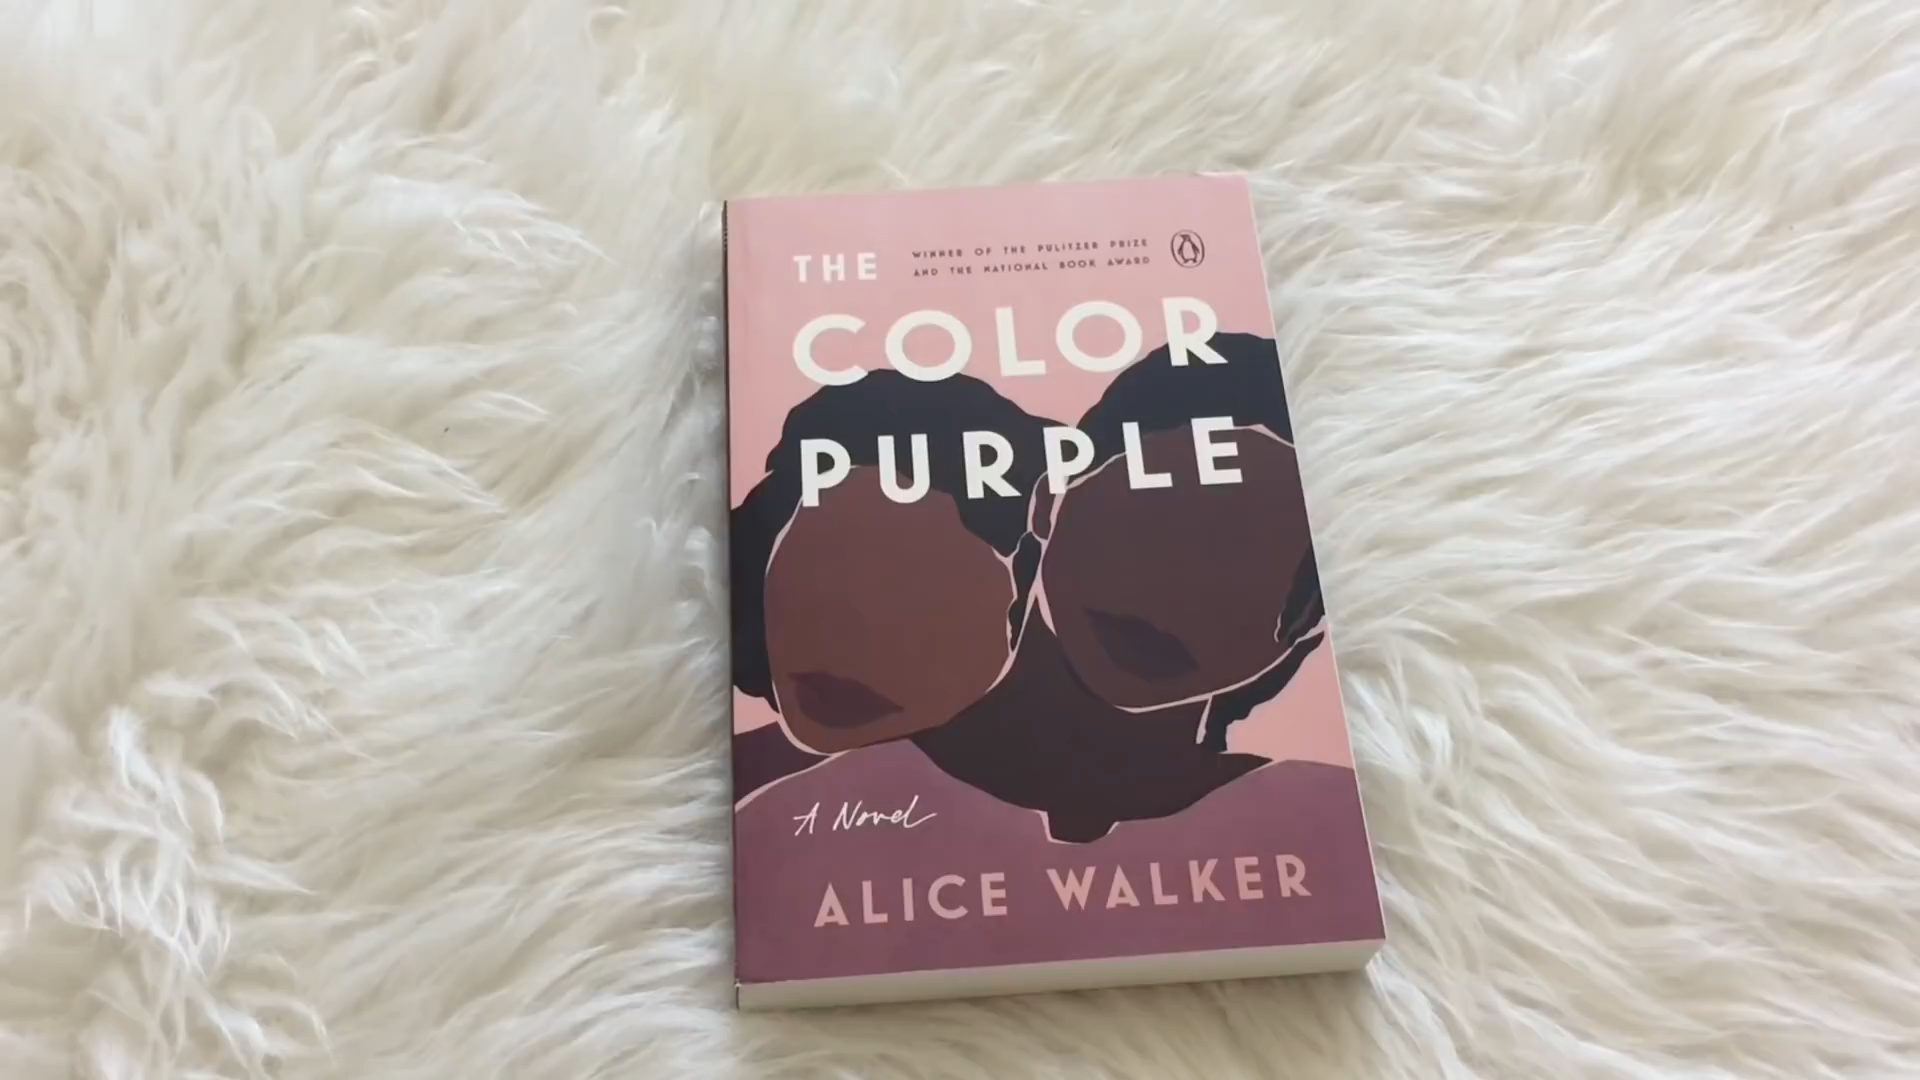 THE
WINNER OF THE PULITZER PRIZE
AND THE NATIONAL BOOK AWARD
COLOR
PURPLE
A Novel
ALICE WALKER